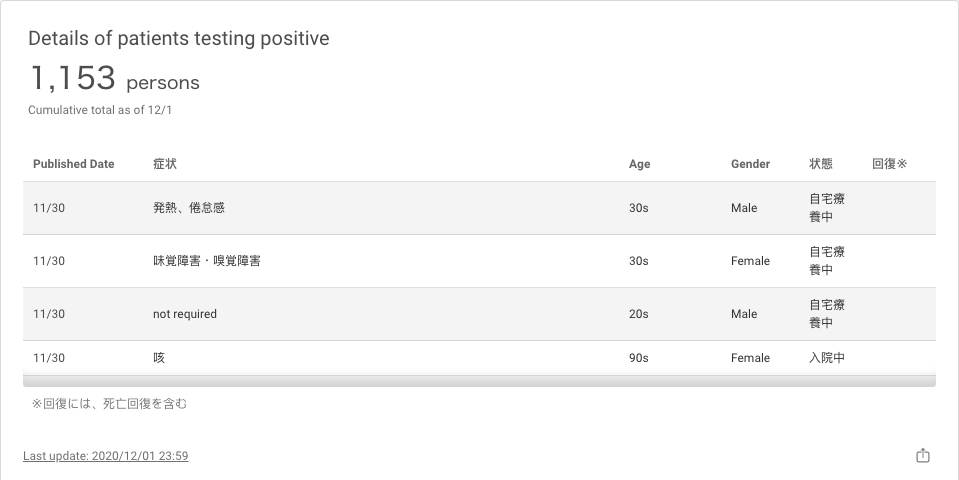 Details of patients testing positive
1,153 persons
Cumulative total as of 12/1
Published Date 症状 Age Gender 状態 回復※
11/30 発熱、倦怠感 30s Male 自宅療
養中
11/30 味覚障害・嗅覚障害 30s Female 自宅療
養中
11/30 not required 20s Male 自宅療
養中
11/30 咳 90s Female 入院中
※回復には、死亡回復を含む
Last update: 2020/12/01 23:59